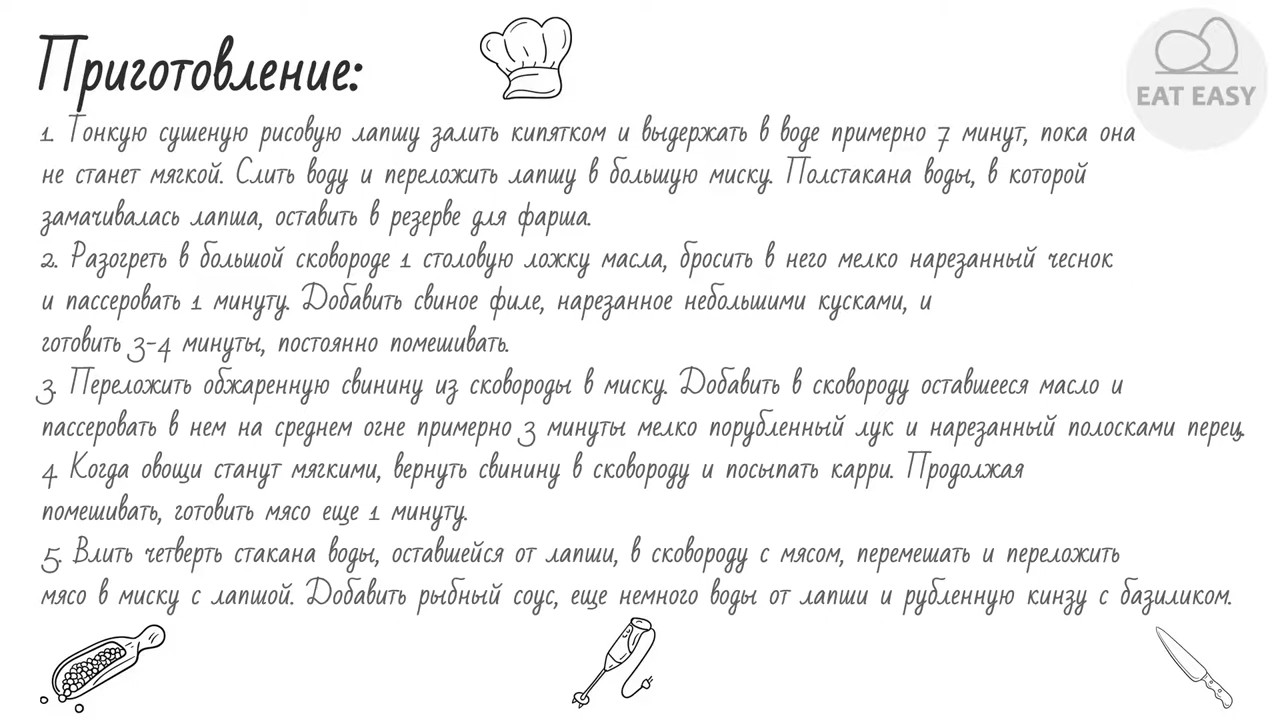 Приготовление:
EAT EASY
1. Тонкую сушеную рисовую лапшу залить кипятком и выдержать в воде примерно 7 минут, пока она
не станет мягкой. Слить воду и переложить лапшу в большую миску. Полстакана воды, в которой
замачивалась лапша, оставить в резерве для фарша.
2. Разогреть в большой сковороде 1 столовую ложку масла, бросить в него мелко нарезанный чеснок
и пассеровать 1 минуту. Добавить свиное филе, нарезанное небольшими кусками, и
готовить 3-4 минуты, постоянно помешивать.
3. Переложить обжаренную свинину из сковороды в миску. Добавить в сковороду оставшееся масло и
пассеровать в нем на среднем огне примерно 3 минуты мелко порубленный лук и нарезанный полосками перец.
4. Когда овощи станут мягкими, вернуть свинину в сковороду и посыпать карри. Продолжая
помешивать, готовить мясо еще 1 минуту.
5. Влить четверть стакана воды, оставшейся от лапши, в сковороду с мясом, перемешать и переложить
мясо в миску с лапшой. Добавить рыбный соус, еще немного воды от лапши и рубленную кинзу с базиликом.